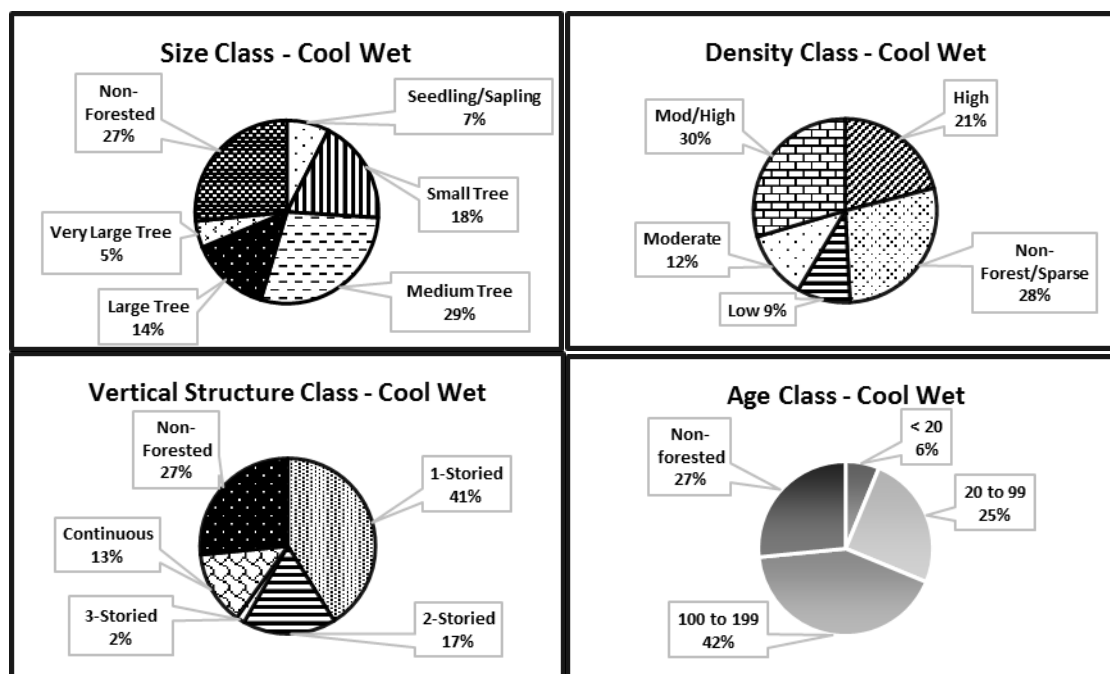 Size Class - Cool Wet
Non-
Forested
27%
Seedling/Sapling
7%
Small Tree
18%
Very Large Tree
5%
Large Tree
14%
Medium Tree
29%
Density Class - Cool Wet
Mod/High
30%
High
21%
Moderate
12%
Non-
Forest/Sparse
28%
Low 9%
Vertical Structure Class - Cool Wet
Non-
Forested
27%
1-Storied
41%
Continuous
13%
3-Storied
2%
2-Storied
17%
Age Class - Cool Wet
Non-
forested
27%
< 20
6%
20 to 99
25%
100 to 199
42%